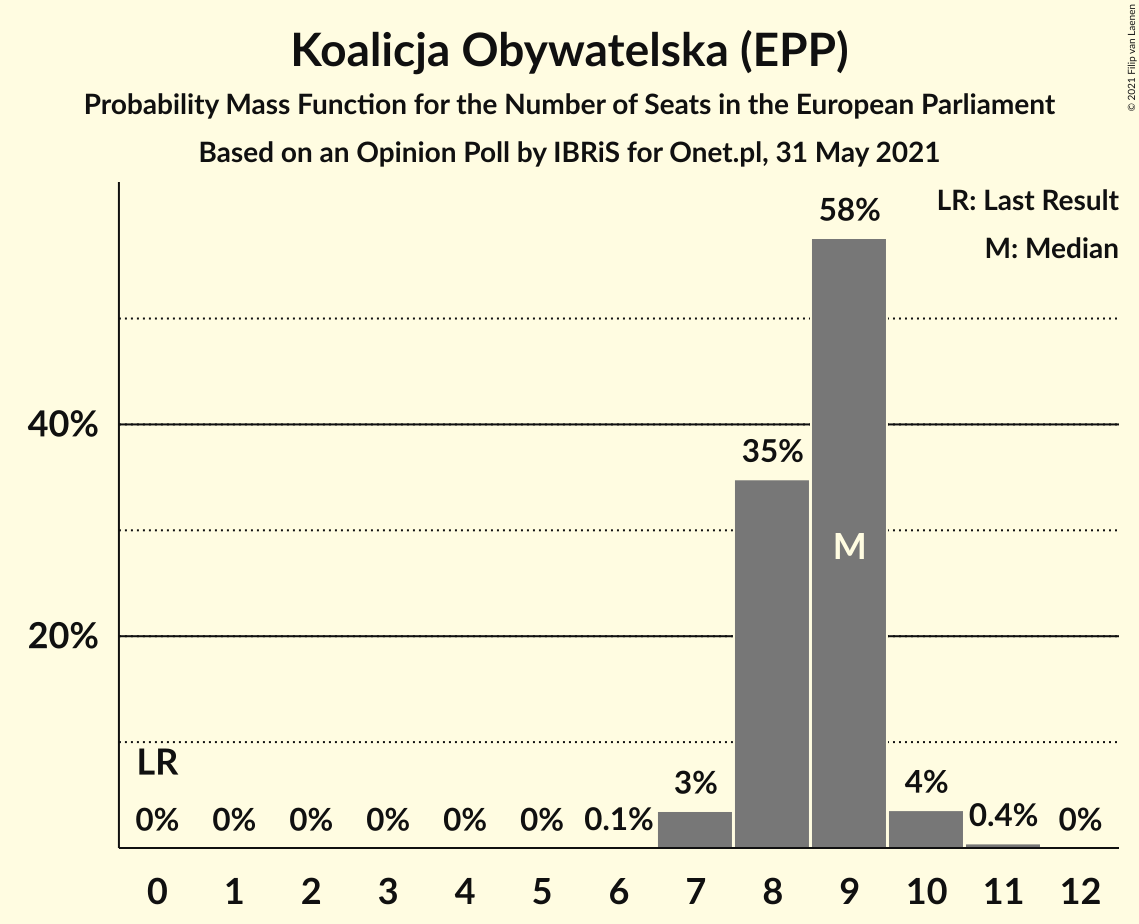 Koalicja Obywatelska (EPP)
Probability Mass Function for the Number of Seats in the European Parliament
Based on an Opinion Poll by IBRiS for Onet.pl, 31 May 2021
© 2021 Filip van Laenen
LR: Last Result
M: Median
58%
40%
35%
M
20%
LR
0% 0% 0% 0% 0% 0% 0.1% 3% 4% 0.4% 0%
0 1 2 3 4 5 6 7 8 9 10 11 12